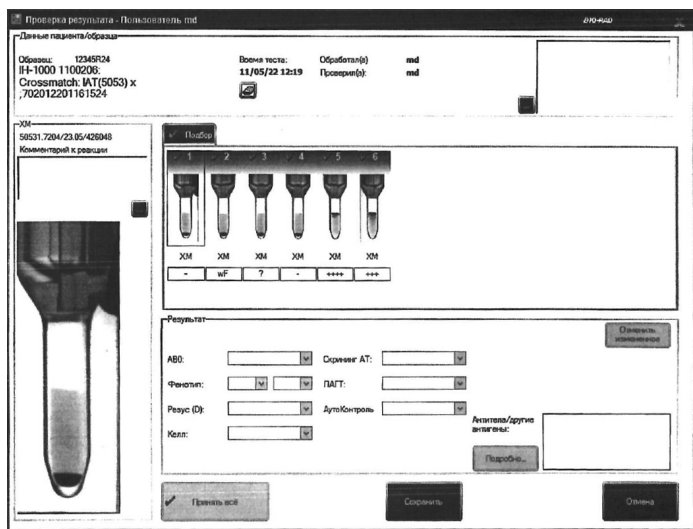 Проверка результата - Пользователь md
BIO-RAD
Данные пациента/образца
Образец: 12345R24
IH-1000 1100206:
Crossmatch: IAT(5053) x
;702012201161524
Время теста: 11/05/22 12:19
Обработал(а) md
Проверил(а): md
XM
50531.7204/23.05/426048
Комментарий к реакции
Подбор
1 2 3 4 5 6
XM XM XM XM XM XM
- wF ? - ++++ +++
Результат
Отменить измененное
AB0:
Скрининг АТ:
Фенотип:
ПАГТ:
Резус (D):
АутоКонтроль
Келл:
Антитела/другие антигены:
Подробно...
Принять всё
Сохранить
Отмена